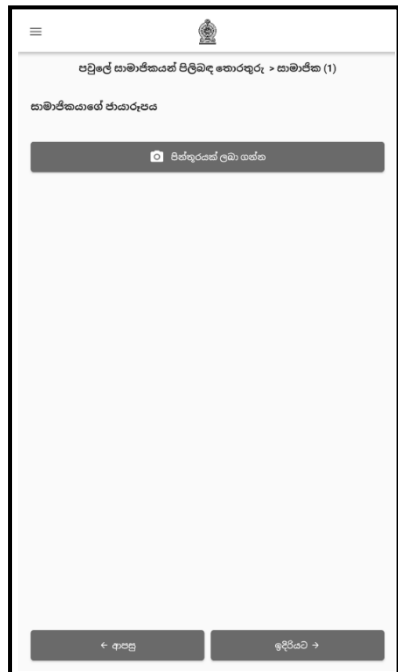 පවුලේ සාමාජිකයන් පිලිබඳ තොරතුරු > සාමාජික (1)
සාමාජිකයාගේ ඡායාරූපය
පින්තූරයක් ලබා ගන්න
← ආපසු
ඉදිරියට →